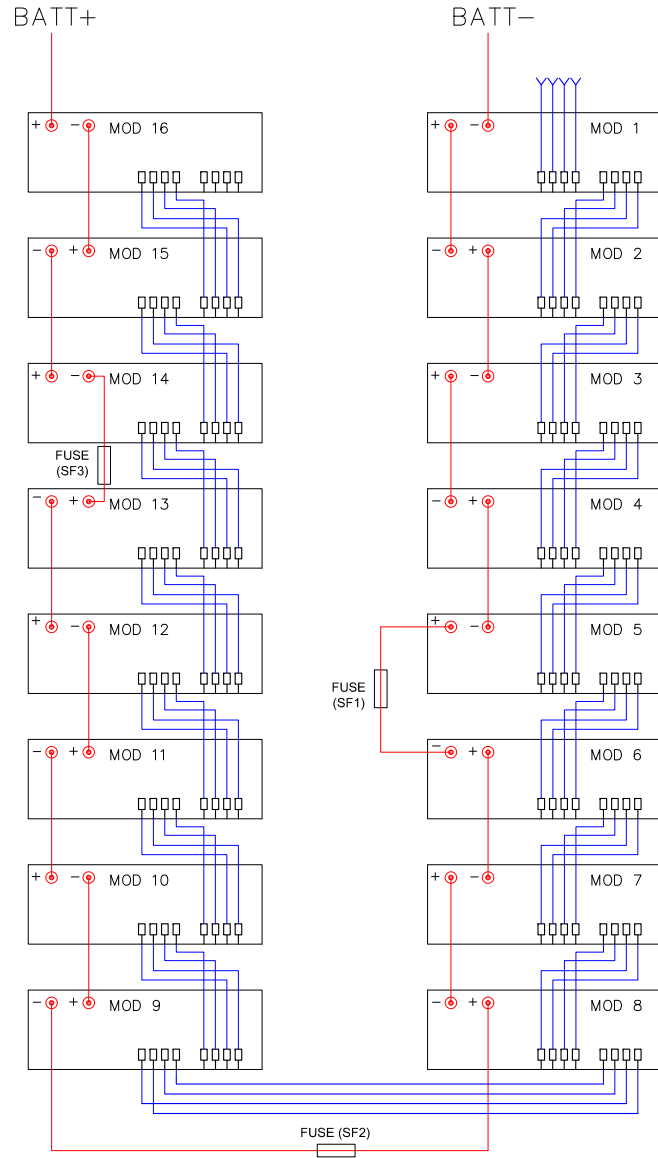 BATT+ BATT-
+ - MOD 16 + - MOD 1
- + MOD 15 - + MOD 2
+ - MOD 14 + - MOD 3
FUSE
(SF3)
- + MOD 13 - + MOD 4
+ - MOD 12 + - MOD 5
FUSE
(SF1)
- + MOD 11 - + MOD 6
+ - MOD 10 + - MOD 7
- + MOD 9 - + MOD 8
FUSE (SF2)